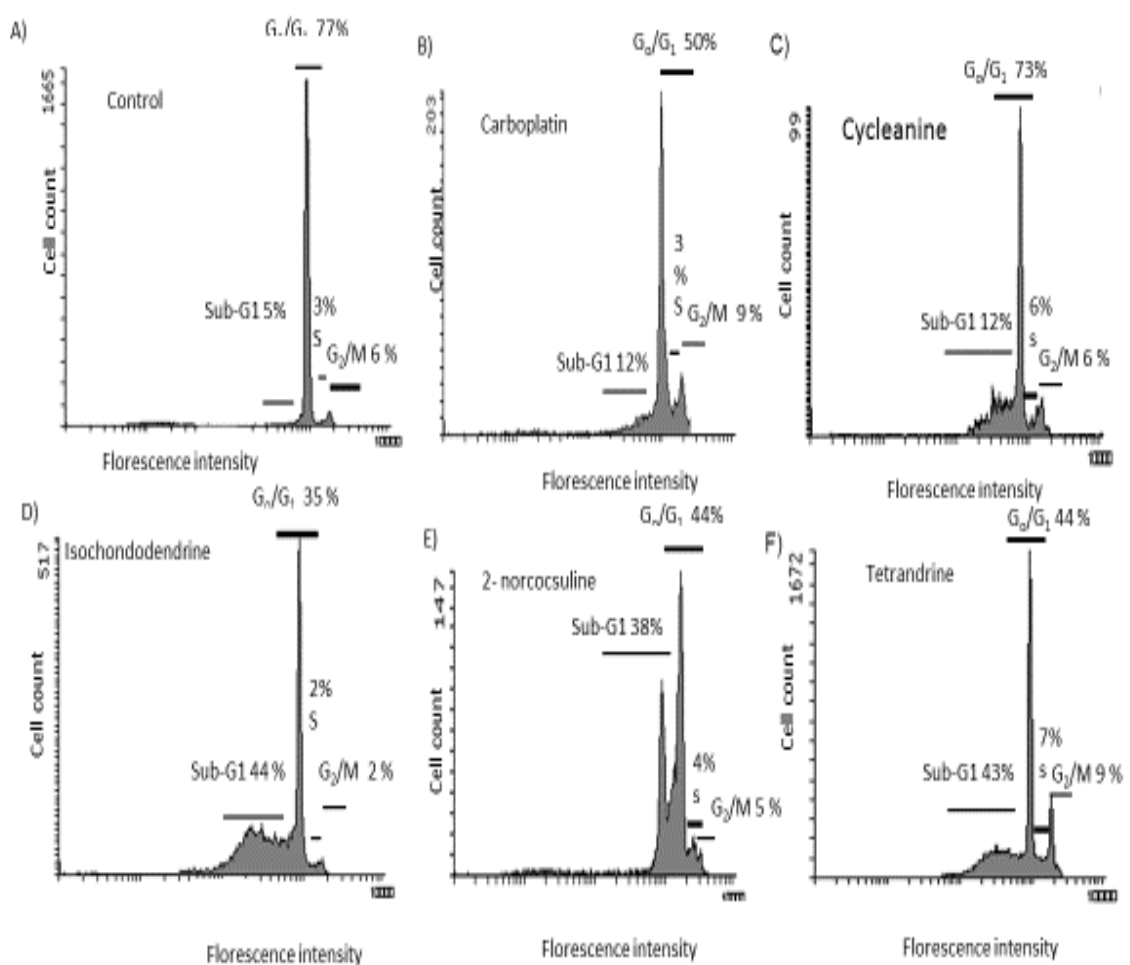 A)
G₀/G₁ 77%
1665
Control
Cell count
Sub-G1 5%
3%
S
G₂/M 6 %
1000
Florescence intensity
B)
G₀/G₁ 50%
203
Carboplatin
Cell count
3
%
S
G₂/M 9 %
Sub-G1 12%
Florescence intensity
C)
G₀/G₁ 73%
99
Cycleanine
Cell count
6%
s
Sub-G1 12%
G₂/M 6 %
1000
Florescence intensity
D)
G₀/G₁ 35 %
517
Isochondodendrine
Cell count
2%
S
Sub-G1 44 %
G₂/M 2 %
1000
Florescence intensity
E)
G₀/G₁ 44%
147
2- norcocsuline
Cell count
Sub-G1 38%
4%
s
G₂/M 5 %
Florescence intensity
F)
G₀/G₁ 44 %
1672
Tetrandrine
Cell count
7%
s
Sub-G1 43%
G₂/M 9 %
1000
Florescence intensity